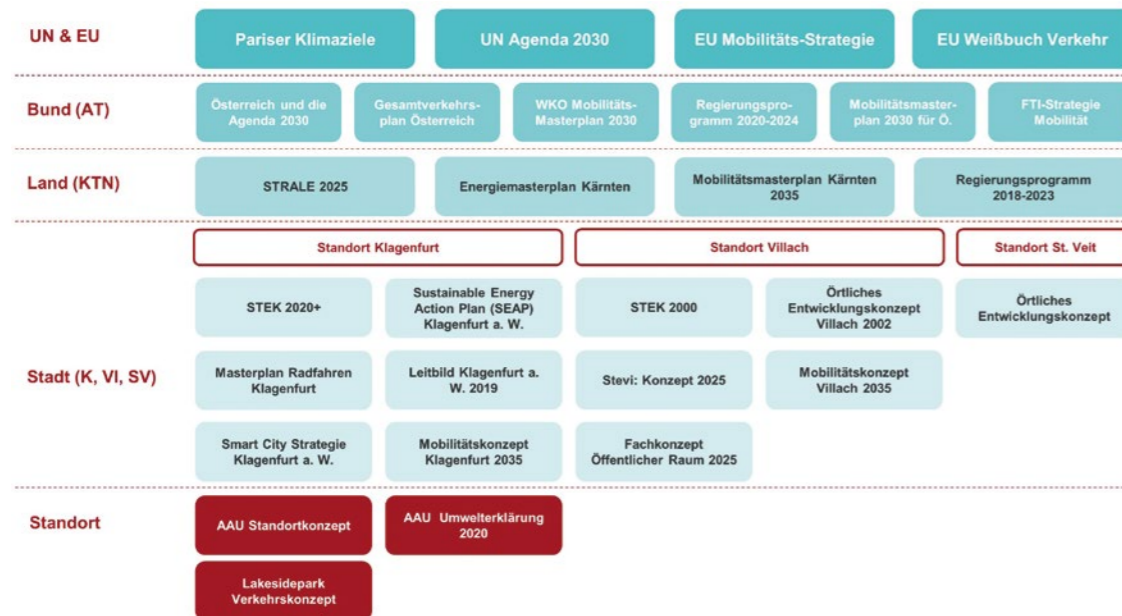 UN & EU
Pariser Klimaziele
UN Agenda 2030
EU Mobilitäts-Strategie
EU Weißbuch Verkehr
Bund (AT)
Österreich und die
Agenda 2030
Gesamtverkehrs-
plan Österreich
WKO Mobilitäts-
Masterplan 2030
Regierungspro-
gramm 2020-2024
Mobilitätsmaster-
plan 2030 für Ö.
FTI-Strategie
Mobilität
Land (KTN)
STRALE 2025
Energiemasterplan Kärnten
Mobilitätsmasterplan Kärnten
2035
Regierungsprogramm
2018-2023
Standort Klagenfurt
Standort Villach
Standort St. Veit
Stadt (K, VI, SV)
STEK 2020+
Sustainable Energy
Action Plan (SEAP)
Klagenfurt a. W.
STEK 2000
Örtliches
Entwicklungskonzept
Villach 2002
Örtliches
Entwicklungskonzept
Masterplan Radfahren
Klagenfurt
Leitbild Klagenfurt a.
W. 2019
Stevi: Konzept 2025
Mobilitätskonzept
Villach 2035
Smart City Strategie
Klagenfurt a. W.
Mobilitätskonzept
Klagenfurt 2035
Fachkonzept
Öffentlicher Raum 2025
Standort
AAU Standortkonzept
AAU Umwelterklärung
2020
Lakesidepark
Verkehrskonzept